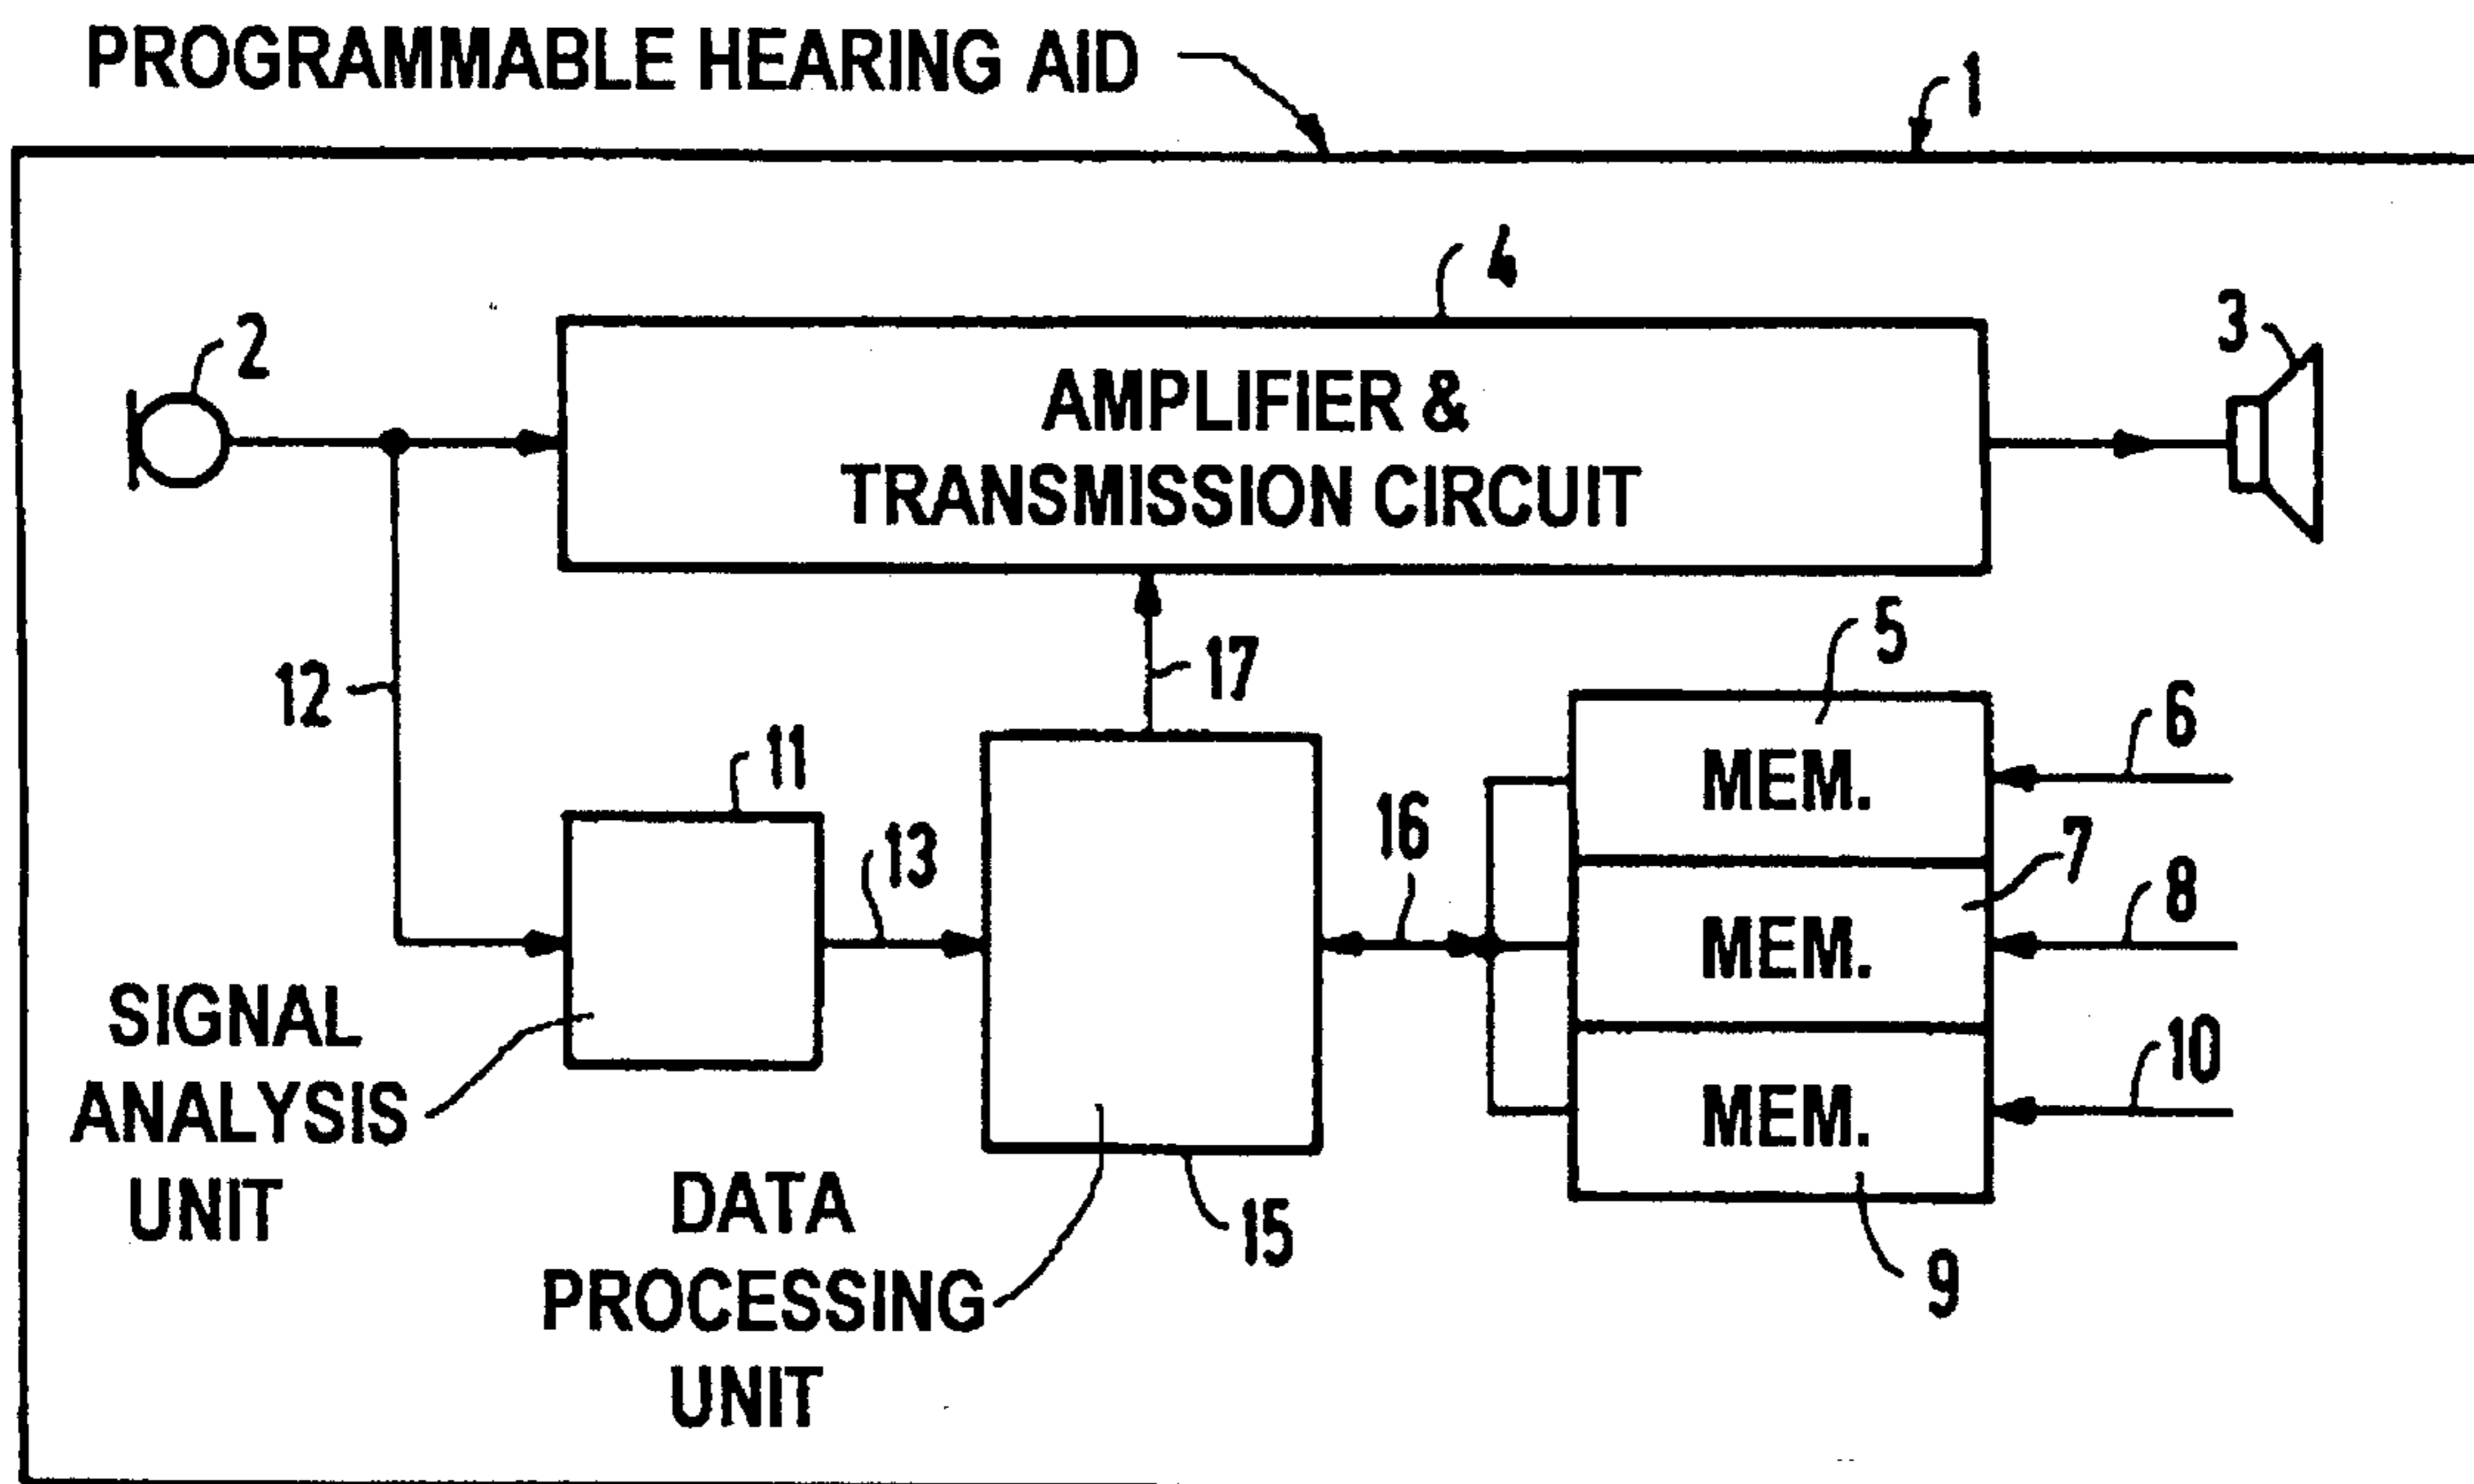 PROGRAMMABLE HEARING AID
1
4
2
3
AMPLIFIER &
TRANSMISSION CIRCUIT
5
12
17
6
11
MEM.
16
13
7
8
MEM.
SIGNAL
ANALYSIS
UNIT
10
MEM.
DATA
PROCESSING
UNIT
15
9